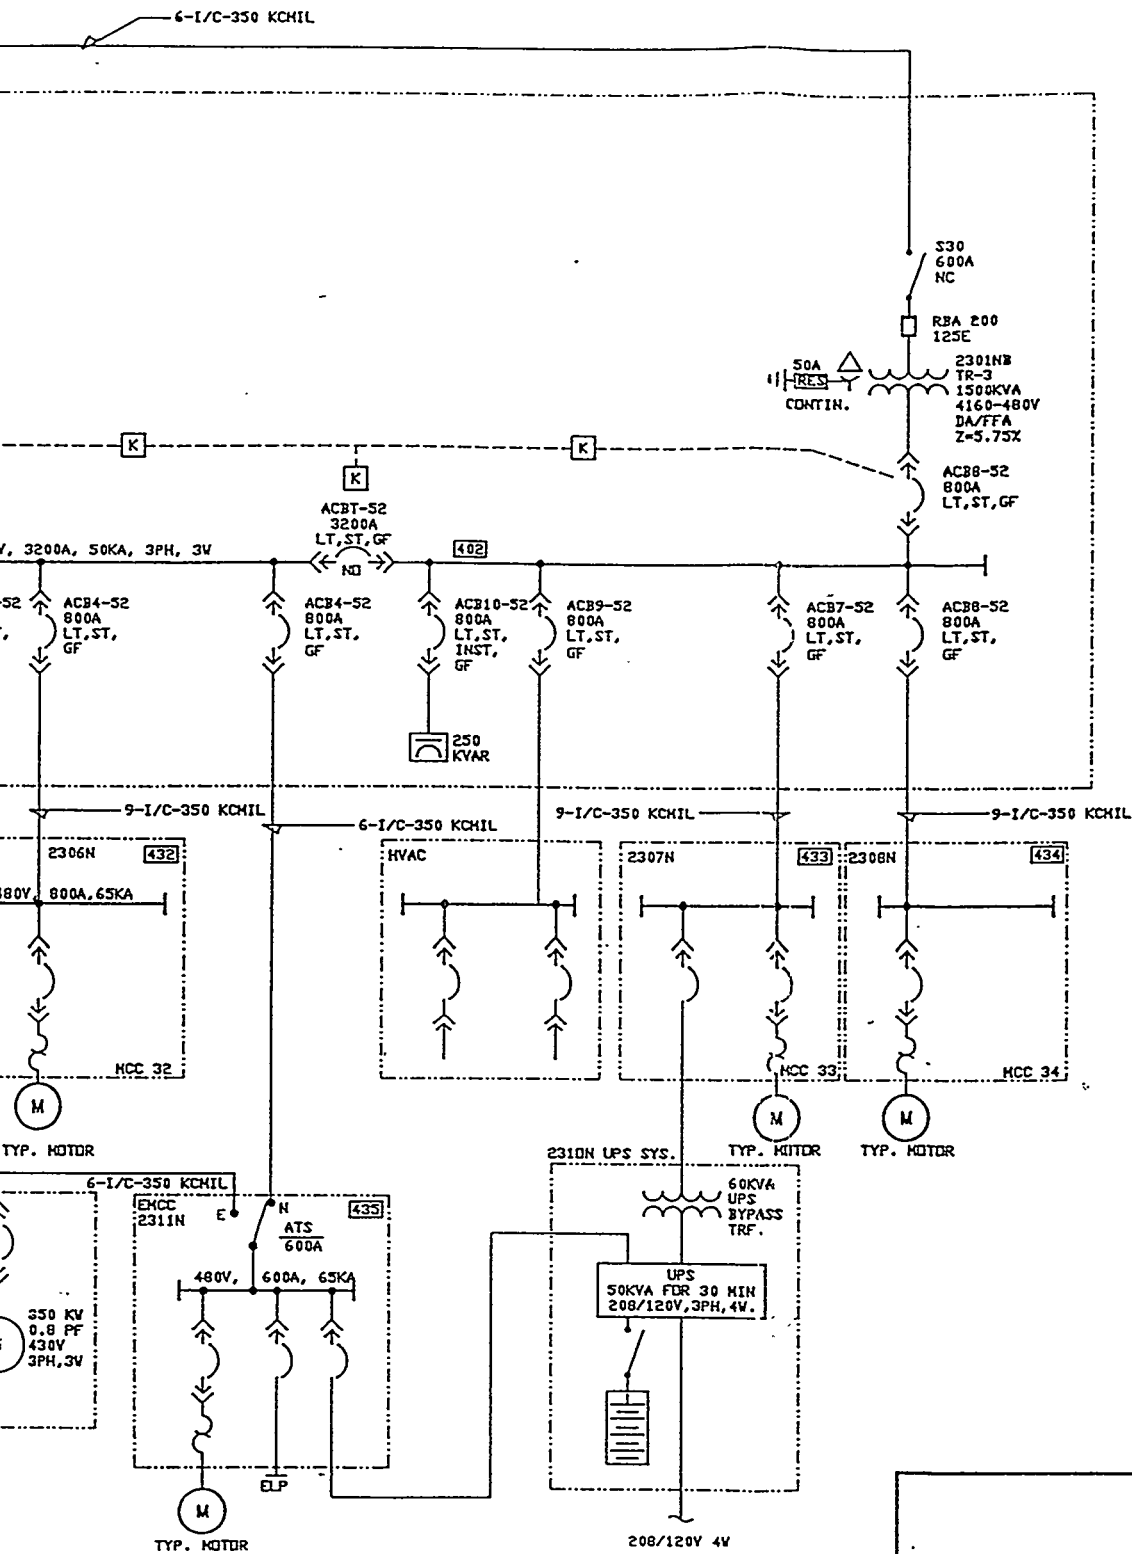 6-I/C-350 KCMIL
S30
600A
NC
RBA 200
125E
50A
RES
CONTIN.
2301NB
TR-3
1500KVA
4160-480V
DA/FFA
Z=5.75%
K
K
K
ACB8-52
800A
LT,ST,GF
ACBT-52
3200A
LT,ST,GF
NO
402
V, 3200A, 50KA, 3PH, 3W
-52
ACB4-52
800A
LT,ST,
GF
ACB4-52
800A
LT,ST,
GF
ACB10-52
800A
LT,ST,
INST,
GF
ACB9-52
800A
LT,ST,
GF
ACB7-52
800A
LT,ST,
GF
ACB8-52
800A
LT,ST,
GF
250
KVAR
9-I/C-350 KCMIL
6-I/C-350 KCMIL
9-I/C-350 KCMIL
9-I/C-350 KCMIL
2306N
432
480V, 800A,65KA
MCC 32
M
TYP. MOTOR
HVAC
2307N
433
MCC 33
M
TYP. MOTOR
2308N
434
MCC 34
M
TYP. MOTOR
6-I/C-350 KCMIL
EMCC
2311N
E
N
435
ATS
600A
480V, 600A, 65KA
350 KW
0.8 PF
430V
3PH,3W
ELP
M
TYP. MOTOR
2310N UPS SYS.
60KVA
UPS
BYPASS
TRF.
UPS
50KVA FOR 30 MIN
208/120V,3PH,4W.
208/120V 4W